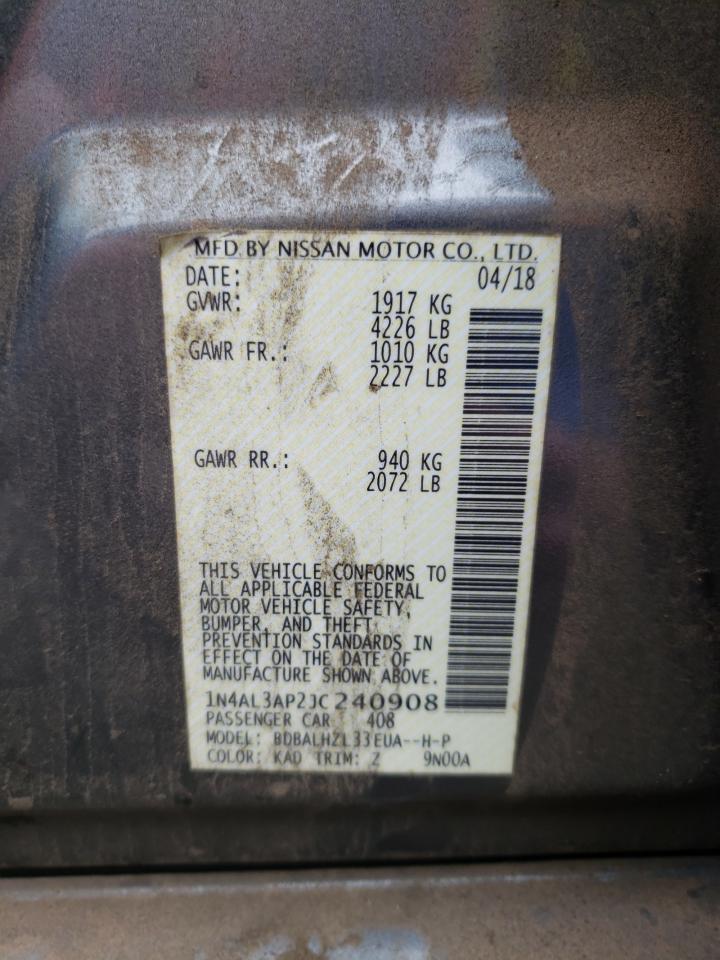 MFD BY NISSAN MOTOR CO., LTD.
DATE: 04/18
GVWR: 1917 KG
4226 LB
GAWR FR.: 1010 KG
2227 LB
GAWR RR.: 940 KG
2072 LB
THIS VEHICLE CONFORMS TO
ALL APPLICABLE FEDERAL
MOTOR VEHICLE SAFETY,
BUMPER, AND THEFT
PREVENTION STANDARDS IN
EFFECT ON THE DATE OF
MANUFACTURE SHOWN ABOVE.
1N4AL3AP2JC240908
PASSENGER CAR 408
MODEL: BDBALHZL33EUA--H-P
COLOR: KAD TRIM: Z 9N00A